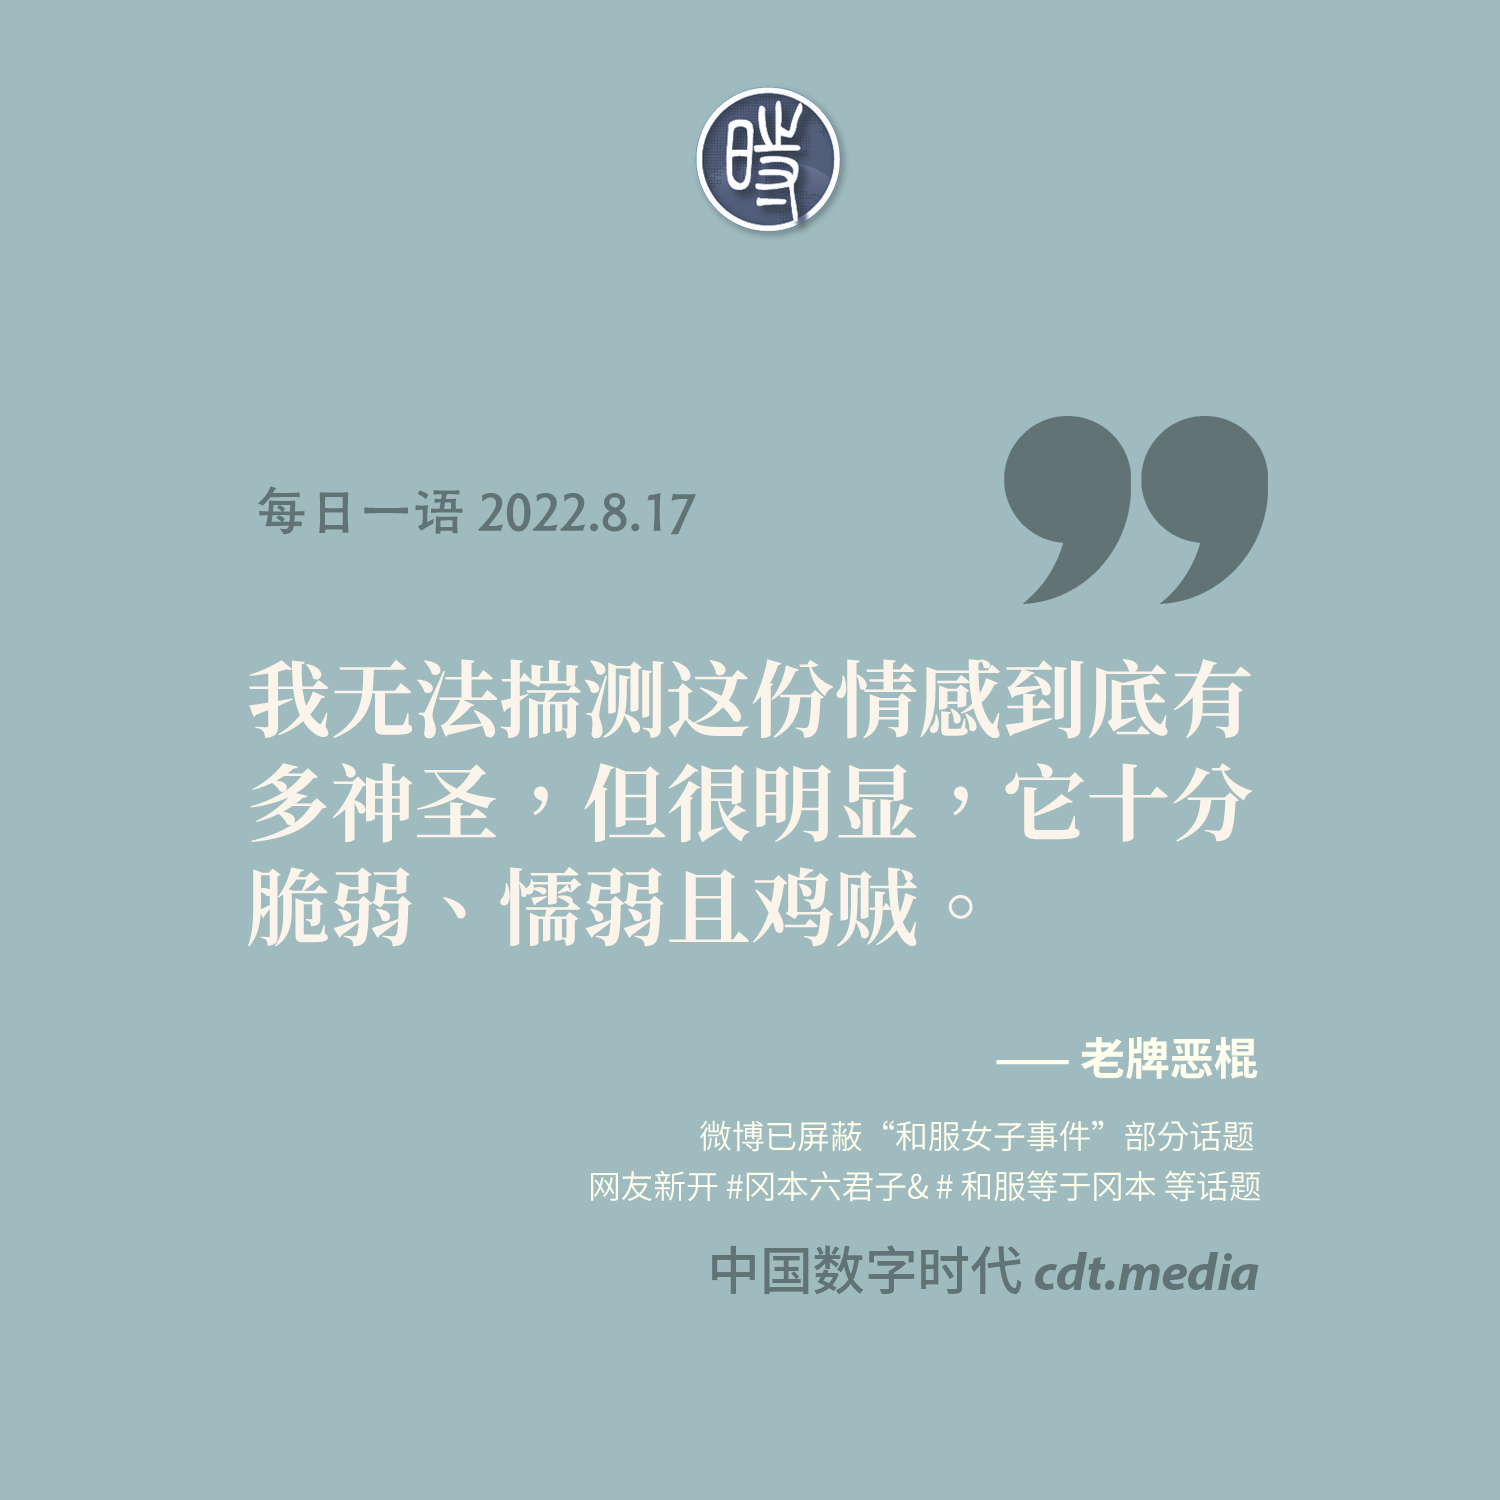 時
每日一语 2022.8.17
”
我无法揣测这份情感到底有
多神圣，但很明显，它十分
脆弱、懦弱且鸡贼。
—— 老牌恶棍
微博已屏蔽“和服女子事件”部分话题
网友新开 #冈本六君子& # 和服等于冈本 等话题
中国数字时代 cdt.media